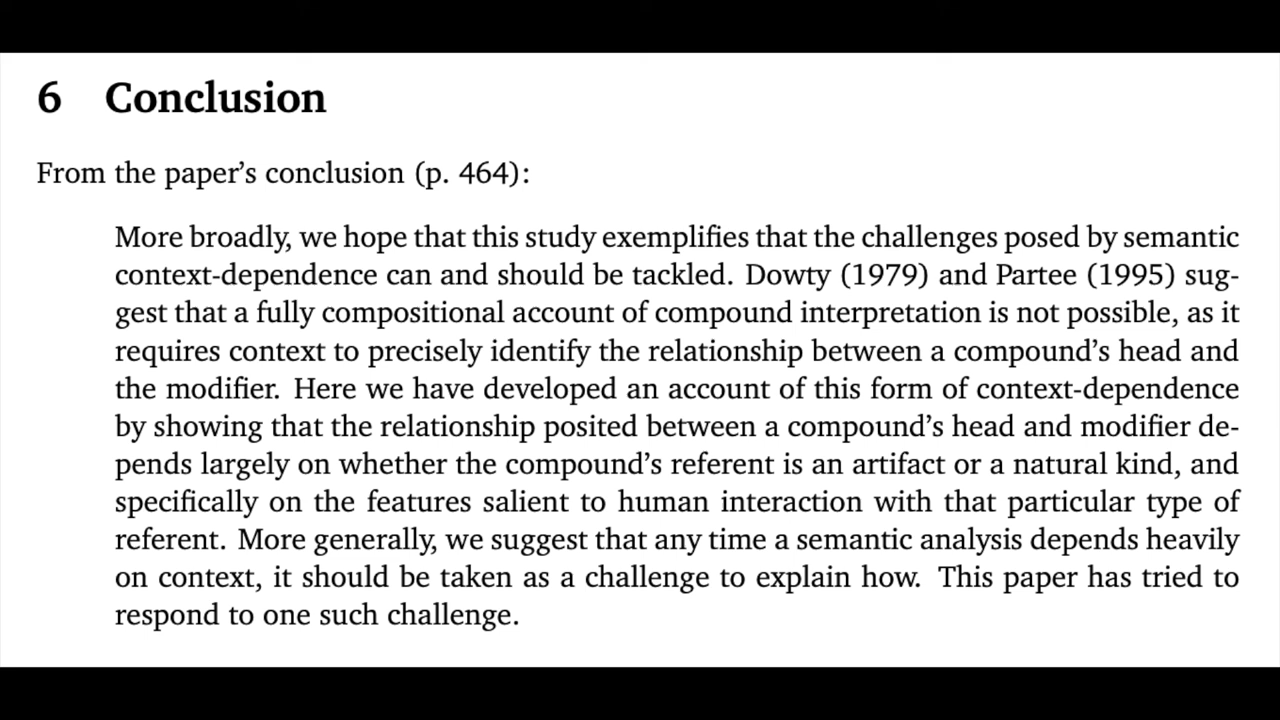 6 Conclusion
From the paper's conclusion (p. 464):
More broadly, we hope that this study exemplifies that the challenges posed by semantic
context-dependence can and should be tackled. Dowty (1979) and Partee (1995) sug-
gest that a fully compositional account of compound interpretation is not possible, as it
requires context to precisely identify the relationship between a compound's head and
the modifier. Here we have developed an account of this form of context-dependence
by showing that the relationship posited between a compound's head and modifier de-
pends largely on whether the compound's referent is an artifact or a natural kind, and
specifically on the features salient to human interaction with that particular type of
referent. More generally, we suggest that any time a semantic analysis depends heavily
on context, it should be taken as a challenge to explain how. This paper has tried to
respond to one such challenge.